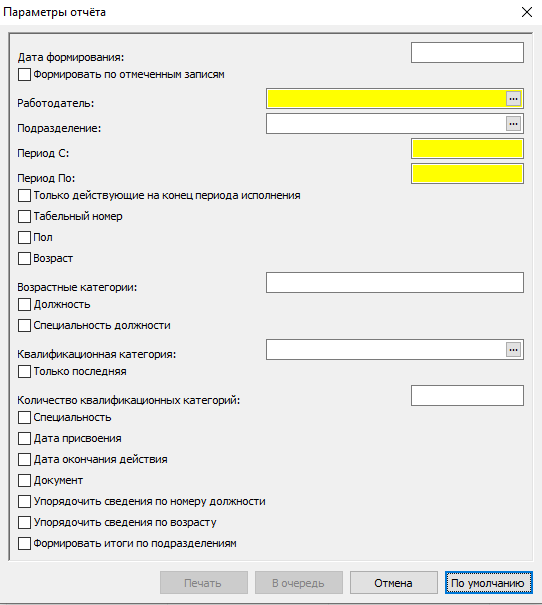 Параметры отчёта
Дата формирования:
Формировать по отмеченным записям
Работодатель:
...
Подразделение:
...
Период С:
Период По:
Только действующие на конец периода исполнения
Табельный номер
Пол
Возраст
Возрастные категории:
Должность
Специальность должности
Квалификационная категория:
...
Только последняя
Количество квалификационных категорий:
Специальность
Дата присвоения
Дата окончания действия
Документ
Упорядочить сведения по номеру должности
Упорядочить сведения по возрасту
Формировать итоги по подразделениям
Печать В очередь Отмена По умолчанию